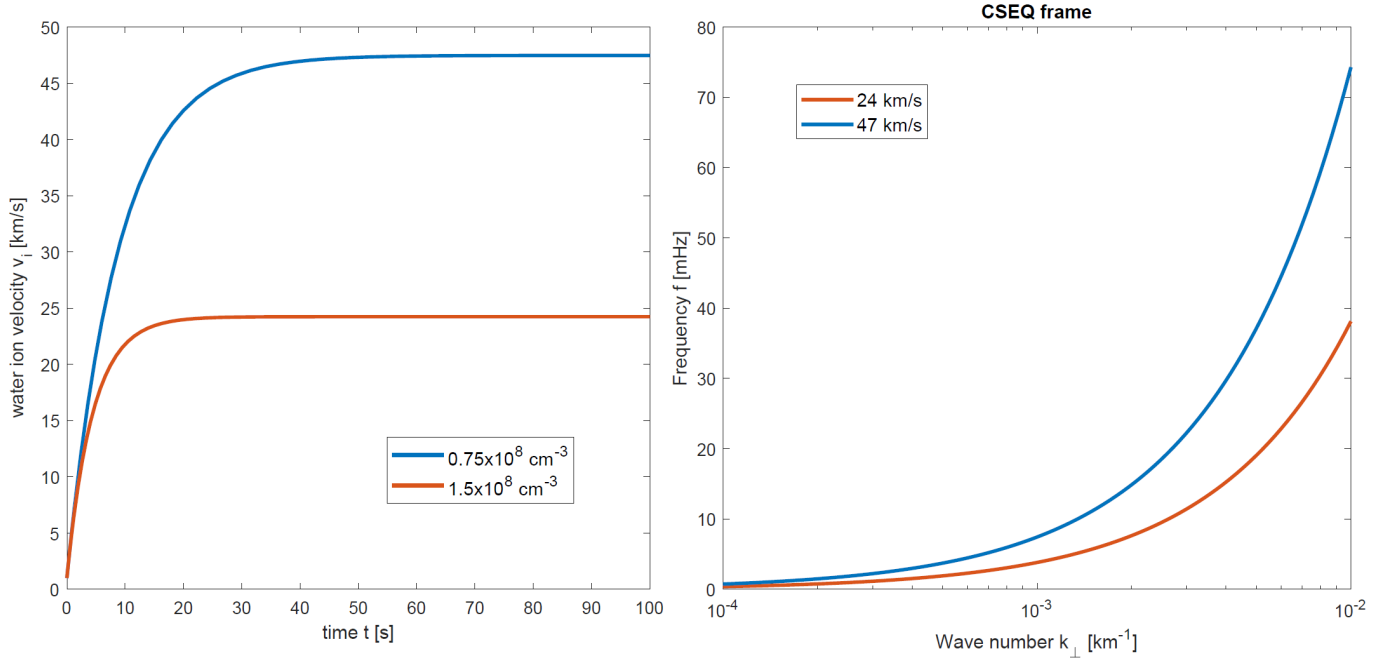 50
45
40
35
30
25
20
15
10
5
0
water ion velocity v_i [km/s]
0.75x10^8 cm^-3
1.5x10^8 cm^-3
0 10 20 30 40 50 60 70 80 90 100
time t [s]
CSEQ frame
80
70
60
50
40
30
20
10
0
Frequency f [mHz]
24 km/s
47 km/s
10^-4 10^-3 10^-2
Wave number k_⊥ [km^-1]